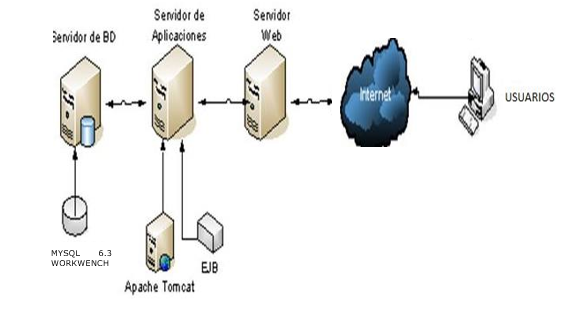 Servidor de
Aplicaciones
Servidor
Web
Servidor de BD
Internet
USUARIOS
MYSQL 6.3
WORKWENCH
EJB
Apache Tomcat